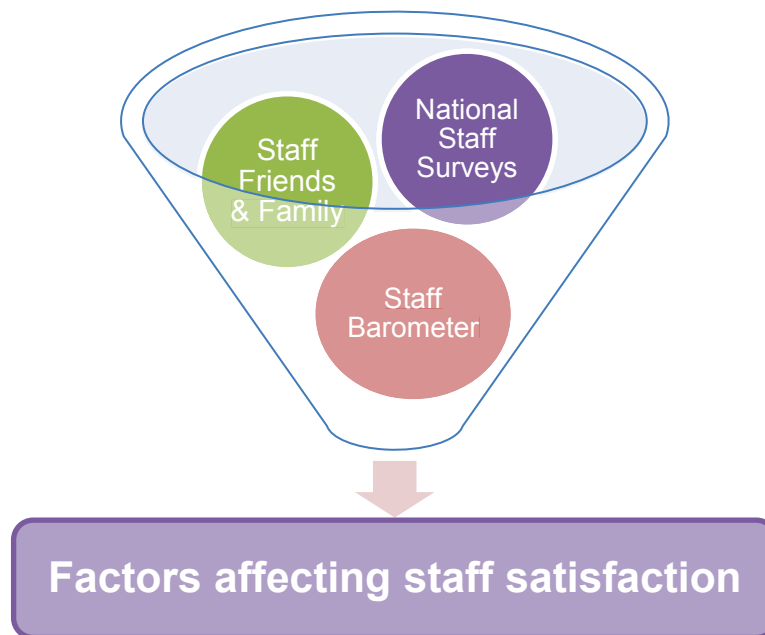 National
Staff
Surveys
Staff
Friends
& Family
Staff
Barometer
Factors affecting staff satisfaction